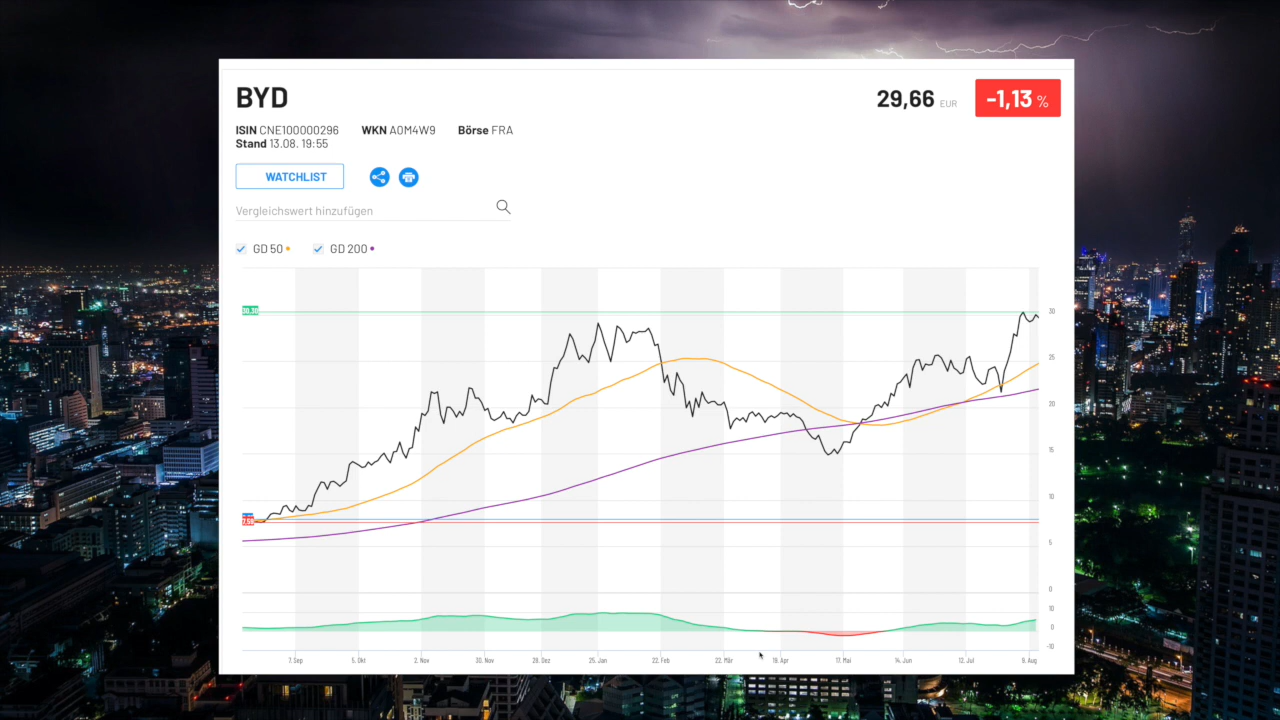 BYD
29,66 EUR
-1,13 %
ISIN CNE100000296 WKN A0M4W9 Börse FRA
Stand 13.08. 19:55
WATCHLIST
Vergleichswert hinzufügen
GD 50 GD 200
30,30
30
25
20
15
10
7,56
5
0
10
0
-10
7. Sep 5. Okt 2. Nov 30. Nov 28. Dez 25. Jan 22. Feb 22. Mär 19. Apr 17. Mai 14. Jun 12. Jul 9. Aug